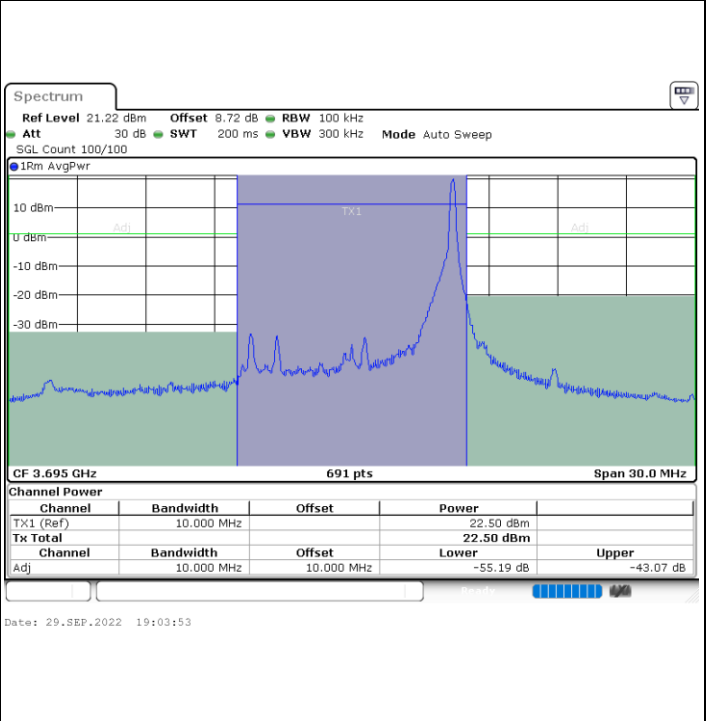 Spectrum
Ref Level 21.22 dBm Offset 8.72 dB RBW 100 kHz
Att 30 dB SWT 200 ms VBW 300 kHz Mode Auto Sweep
SGL Count 100/100
1Rm AvgPwr
10 dBm
TX1
Adj
Adj
0 dBm
-10 dBm
-20 dBm
-30 dBm
CF 3.695 GHz 691 pts Span 30.0 MHz
Channel Power
Channel Bandwidth Offset Power
TX1 (Ref) 10.000 MHz 22.50 dBm
Tx Total 22.50 dBm
Channel Bandwidth Offset Lower Upper
Adj 10.000 MHz 10.000 MHz -55.19 dB -43.07 dB
Ready
Date: 29.SEP.2022 19:03:53